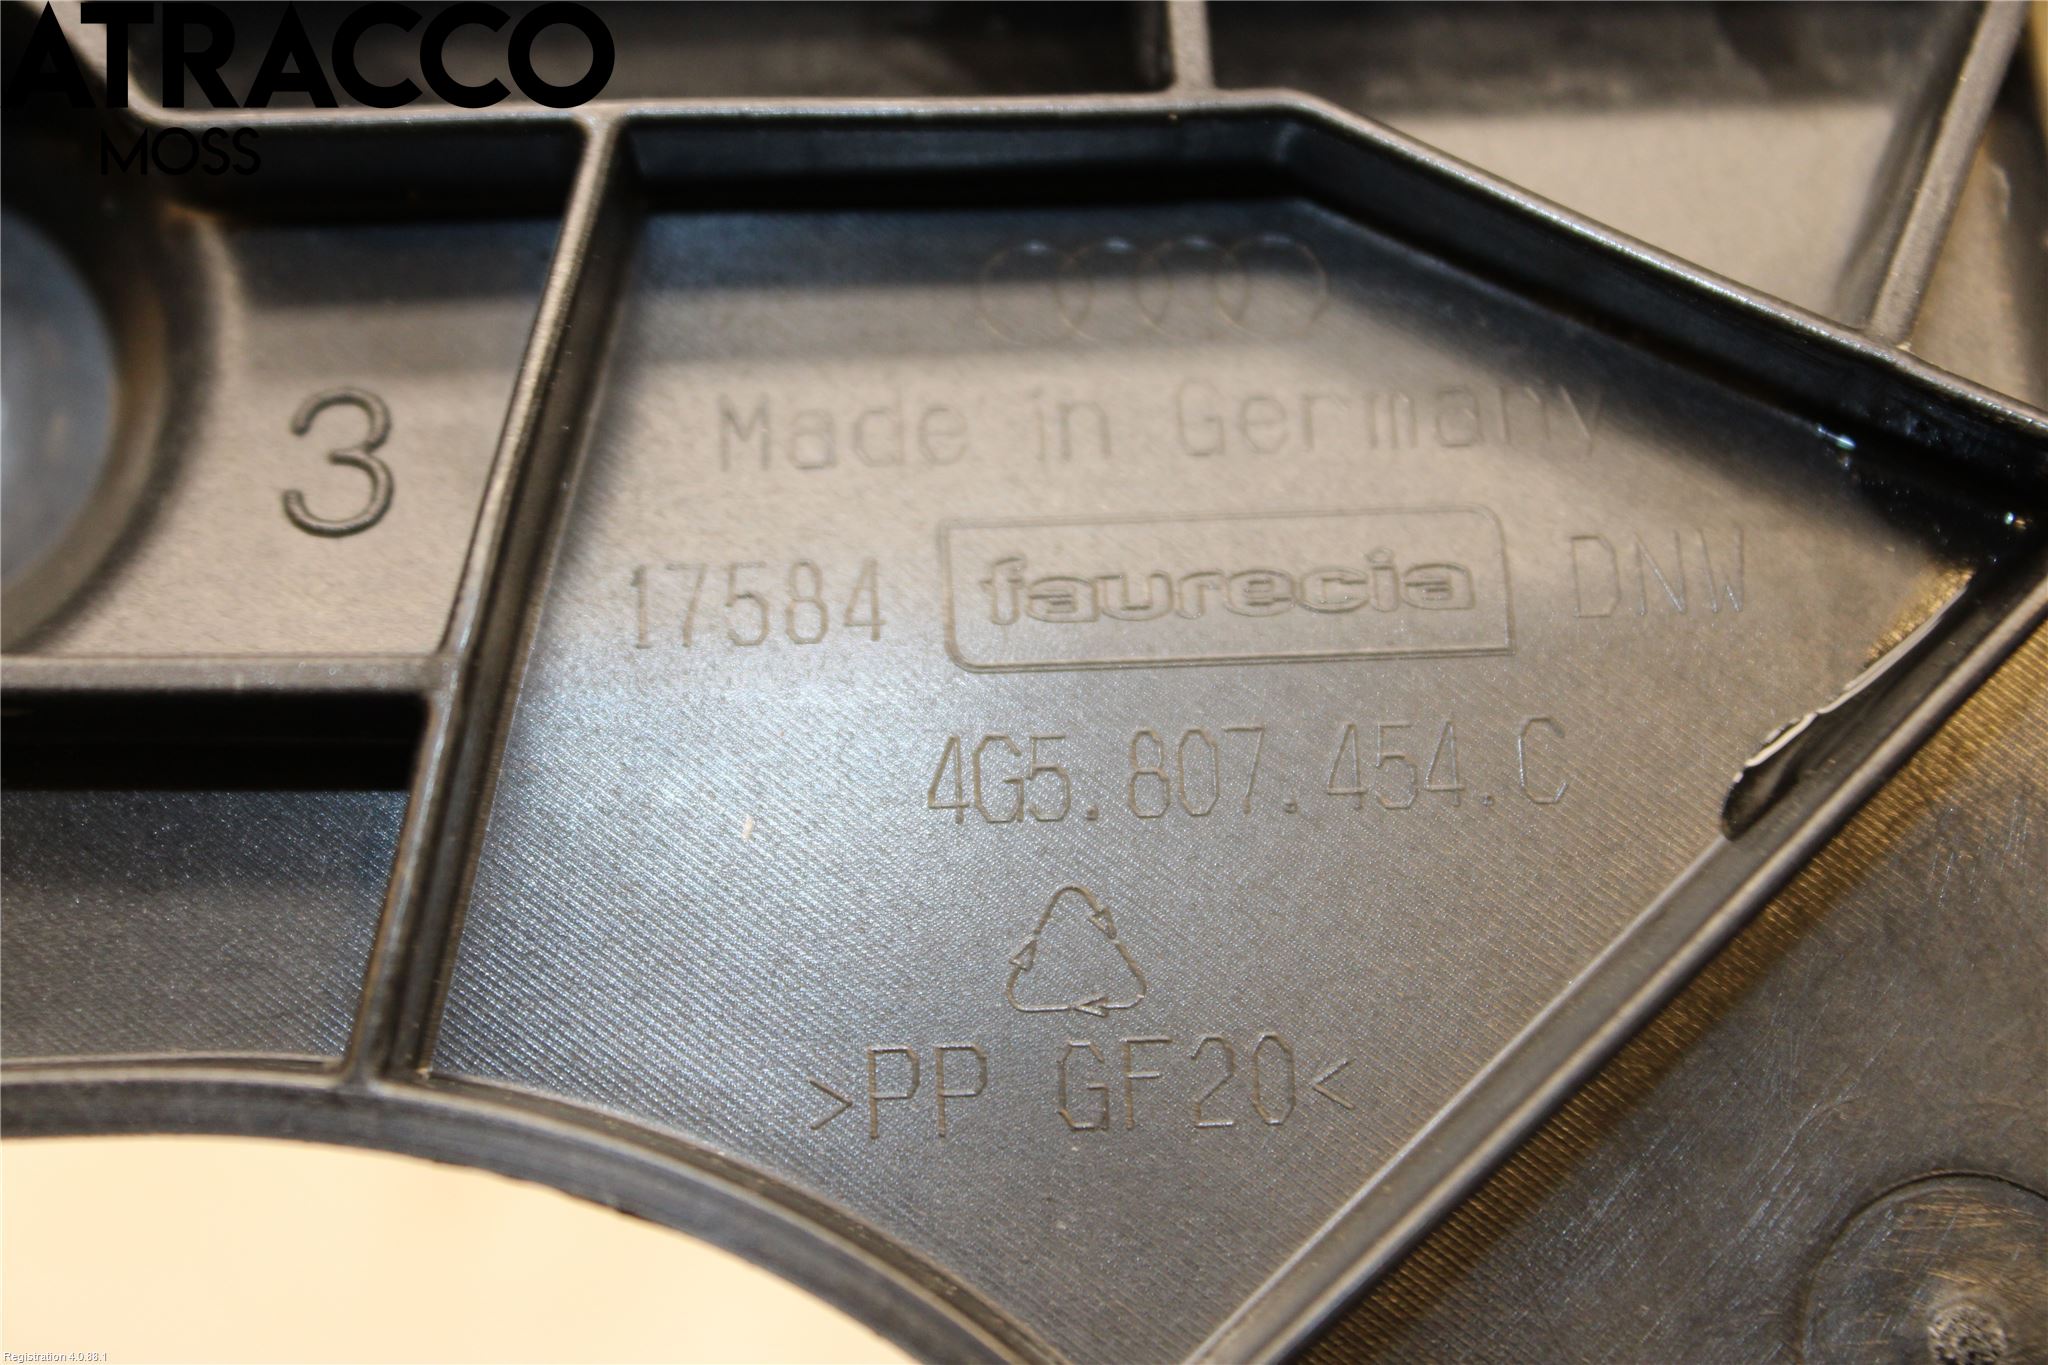 ATRACCO
MOSS
3
Made in Germany
17584 faurecia DNW
4G5.807.454.C
>PP GF20<
Registration 4.0.88.1